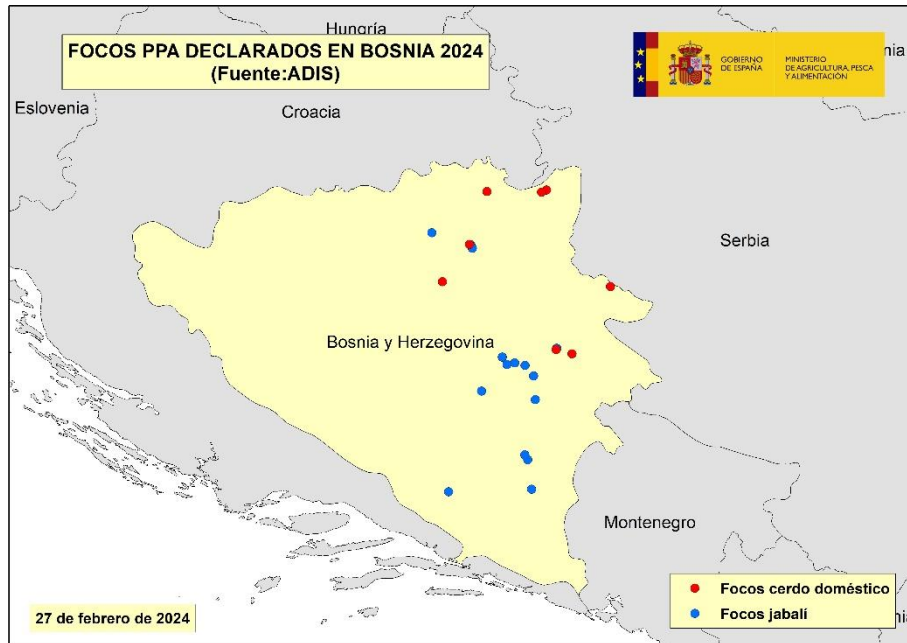 Hungría
FOCOS PPA DECLARADOS EN BOSNIA 2024
(Fuente:ADIS)
GOBIERNO
DE ESPAÑA
MINISTERIO
DE AGRICULTURA, PESCA
Y ALIMENTACIÓN
Eslovenia
Croacia
Serbia
Bosnia y Herzegovina
Montenegro
Focos cerdo doméstico
Focos jabalí
27 de febrero de 2024